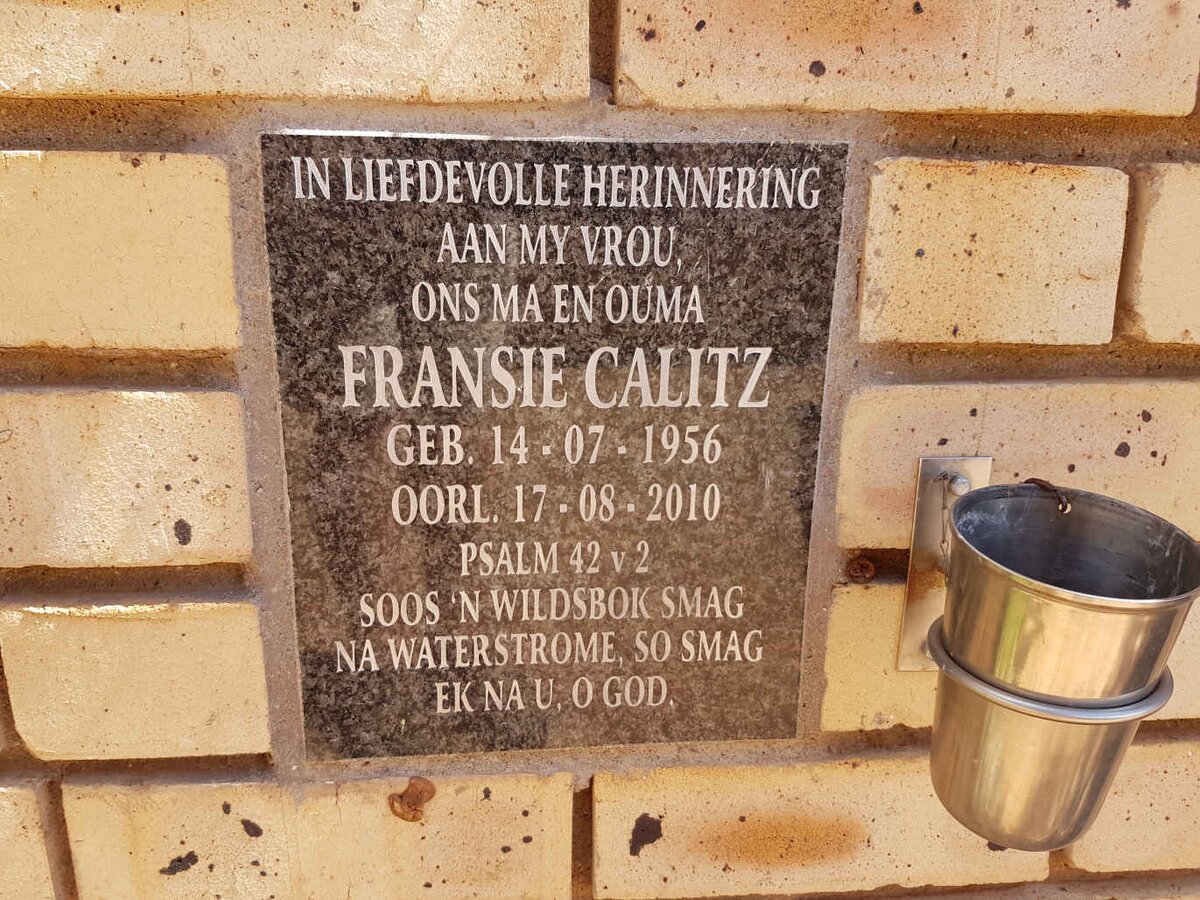 IN LIEFDEVOLLE HERINNERING
AAN MY VROU,
ONS MA EN OUMA
FRANSIE CALITZ
GEB. 14 - 07 - 1956
OORL. 17 - 08 - 2010
PSALM 42 v 2
SOOS ‘N WILDSBOK SMAG
NA WATERSTROME, SO SMAG
EK NA U, O GOD.